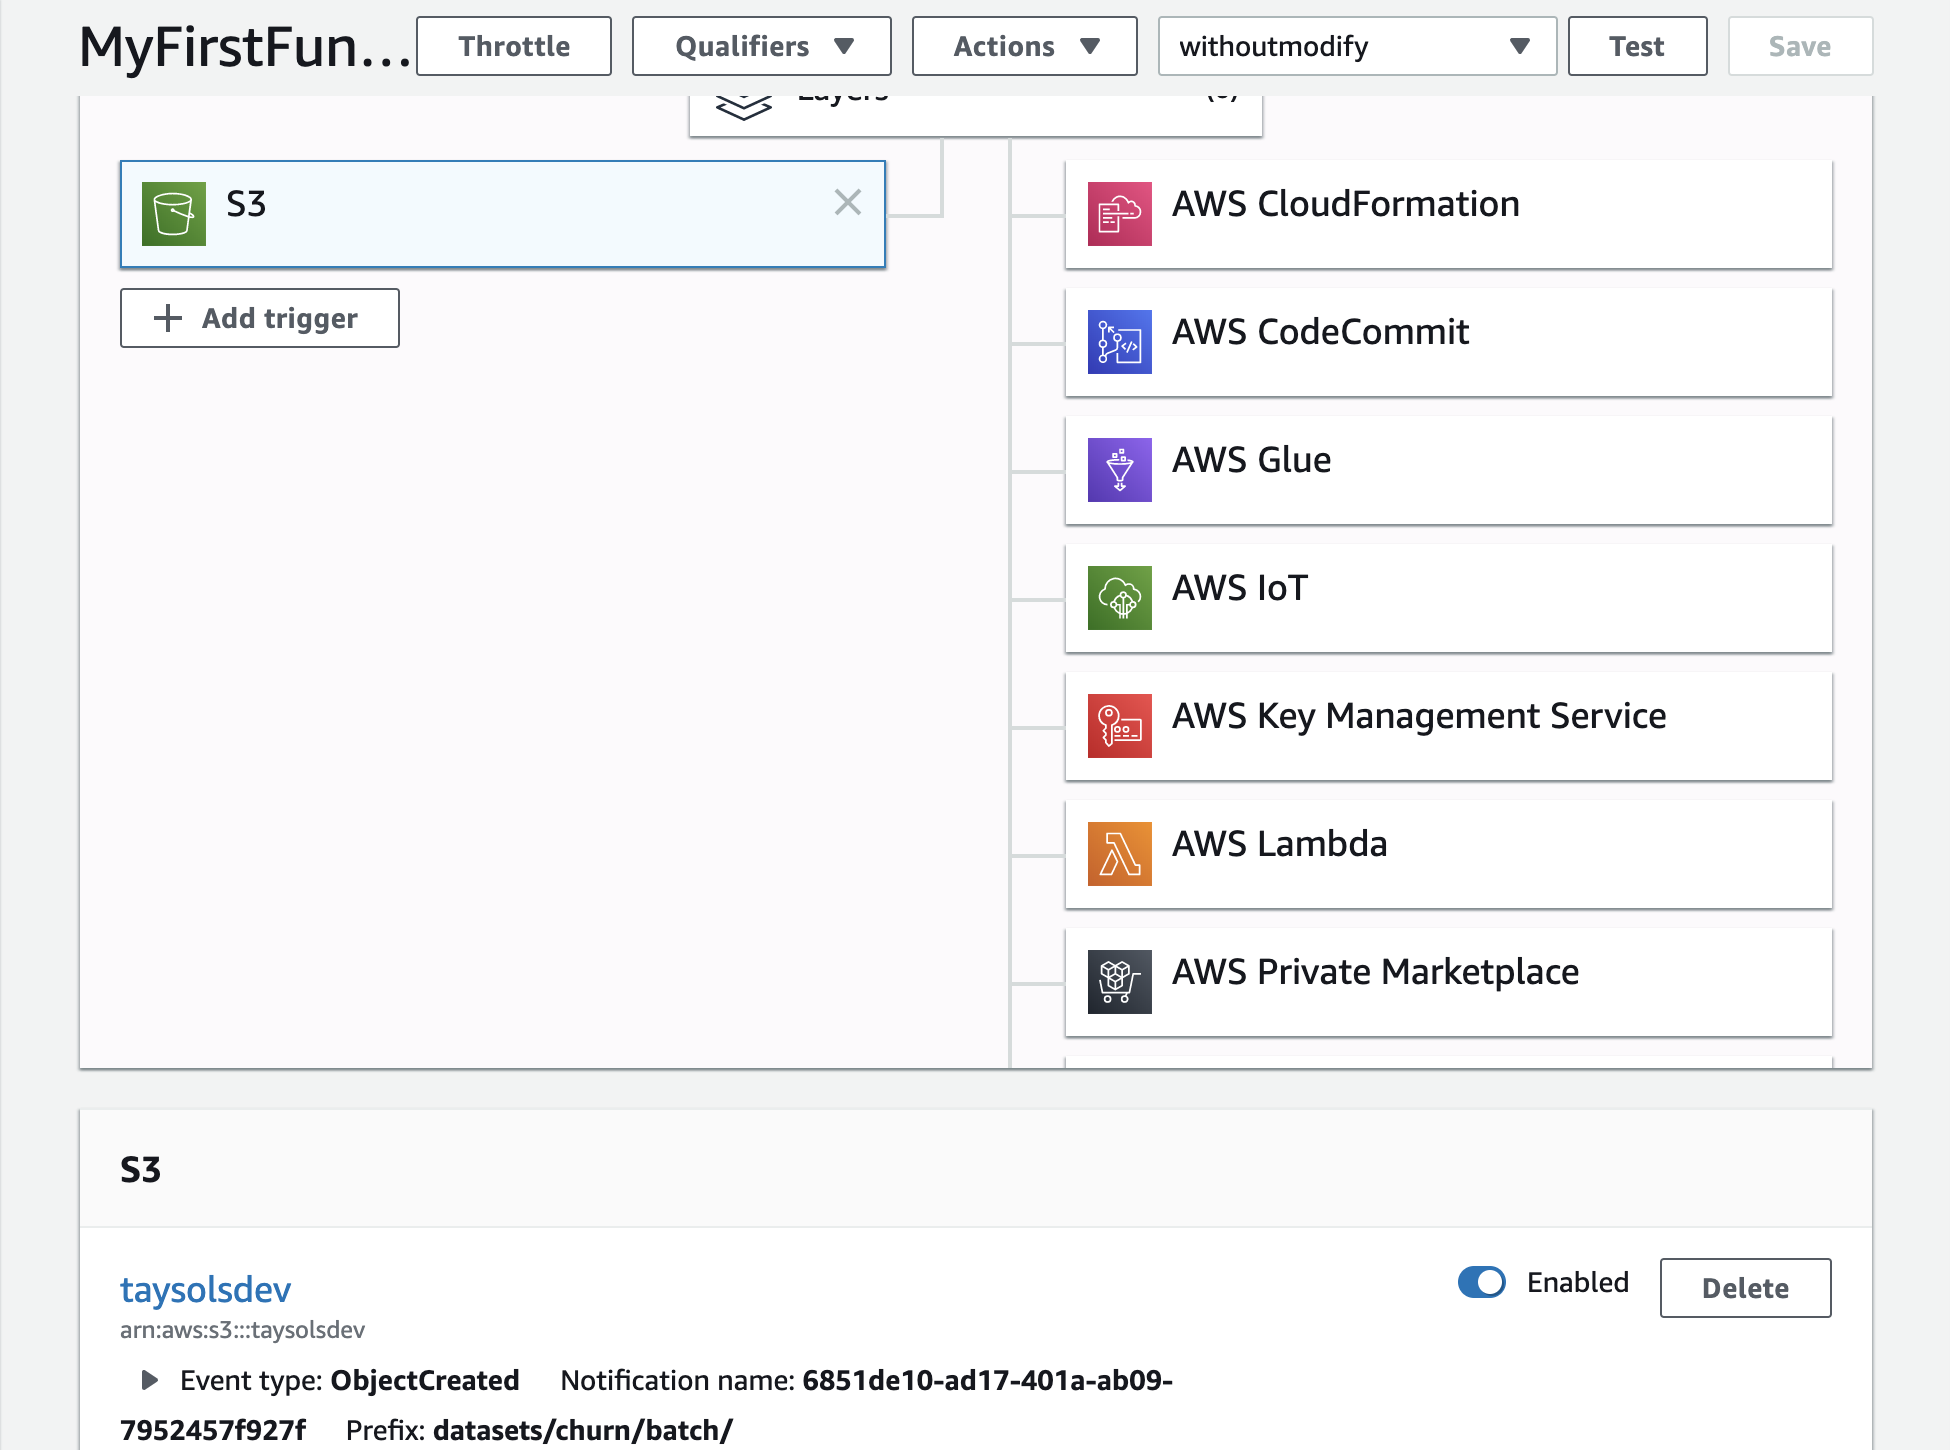 MyFirstFun... Throttle Qualifiers Actions withoutmodify Test Save
Layers (0)
S3
Add trigger
AWS CloudFormation
AWS CodeCommit
AWS Glue
AWS IoT
AWS Key Management Service
AWS Lambda
AWS Private Marketplace
S3
taysolsdev Enabled Delete
arn:aws:s3:::taysolsdev
Event type: ObjectCreated Notification name: 6851de10-ad17-401a-ab09-
7952457f927f Prefix: datasets/churn/batch/